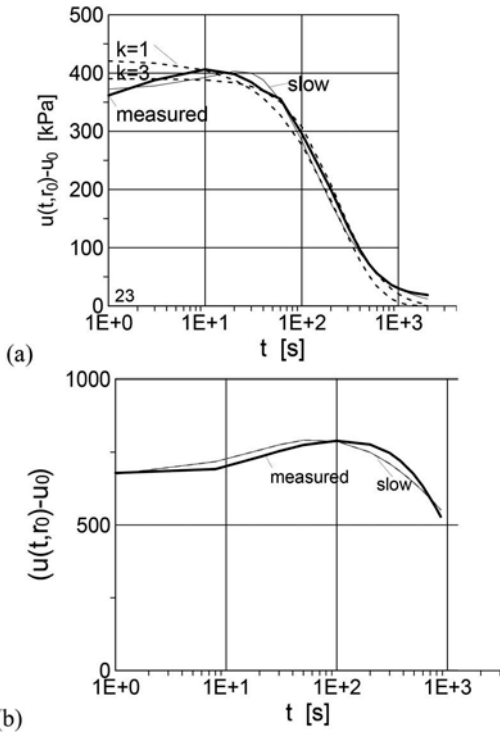 500
400
300
200
100
0
u(t,r0)-u0 [kPa]
k=1
k=3
slow
measured
23
1E+0
1E+1
1E+2
1E+3
t [s]
(a)
1000
500
0
(u(t,r0)-u0)
measured
slow
1E+0
1E+1
1E+2
1E+3
t [s]
(b)